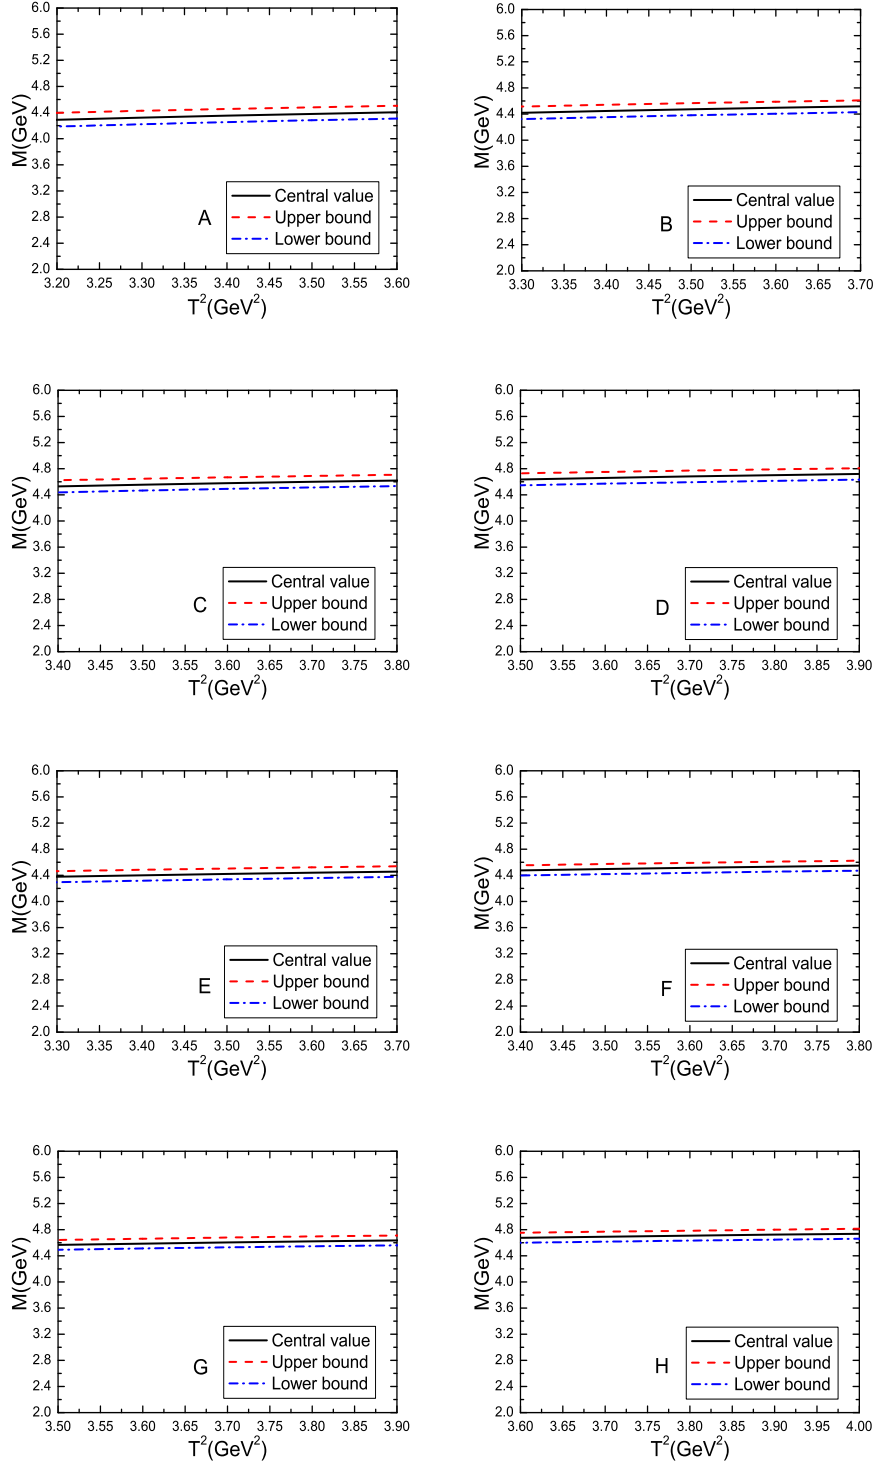 6.0
5.6
5.2
4.8
4.4
4.0
3.6
3.2
2.8
2.4
2.0
M(GeV)
A
Central value
Upper bound
Lower bound
3.20 3.25 3.30 3.35 3.40 3.45 3.50 3.55 3.60
T²(GeV²)
6.0
5.6
5.2
4.8
4.4
4.0
3.6
3.2
2.8
2.4
2.0
M(GeV)
B
Central value
Upper bound
Lower bound
3.30 3.35 3.40 3.45 3.50 3.55 3.60 3.65 3.70
T²(GeV²)
6.0
5.6
5.2
4.8
4.4
4.0
3.6
3.2
2.8
2.4
2.0
M(GeV)
C
Central value
Upper bound
Lower bound
3.40 3.45 3.50 3.55 3.60 3.65 3.70 3.75 3.80
T²(GeV²)
6.0
5.6
5.2
4.8
4.4
4.0
3.6
3.2
2.8
2.4
2.0
M(GeV)
D
Central value
Upper bound
Lower bound
3.50 3.55 3.60 3.65 3.70 3.75 3.80 3.85 3.90
T²(GeV²)
6.0
5.6
5.2
4.8
4.4
4.0
3.6
3.2
2.8
2.4
2.0
M(GeV)
E
Central value
Upper bound
Lower bound
3.30 3.35 3.40 3.45 3.50 3.55 3.60 3.65 3.70
T²(GeV²)
6.0
5.6
5.2
4.8
4.4
4.0
3.6
3.2
2.8
2.4
2.0
M(GeV)
F
Central value
Upper bound
Lower bound
3.40 3.45 3.50 3.55 3.60 3.65 3.70 3.75 3.80
T²(GeV²)
6.0
5.6
5.2
4.8
4.4
4.0
3.6
3.2
2.8
2.4
2.0
M(GeV)
G
Central value
Upper bound
Lower bound
3.50 3.55 3.60 3.65 3.70 3.75 3.80 3.85 3.90
T²(GeV²)
6.0
5.6
5.2
4.8
4.4
4.0
3.6
3.2
2.8
2.4
2.0
M(GeV)
H
Central value
Upper bound
Lower bound
3.60 3.65 3.70 3.75 3.80 3.85 3.90 3.95 4.00
T²(GeV²)